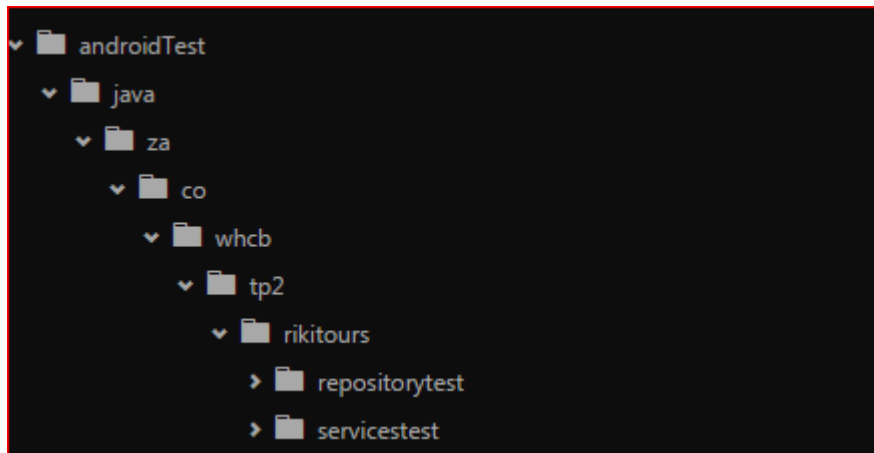 androidTest
java
za
co
whcb
tp2
rikitours
repositorytest
servicestest